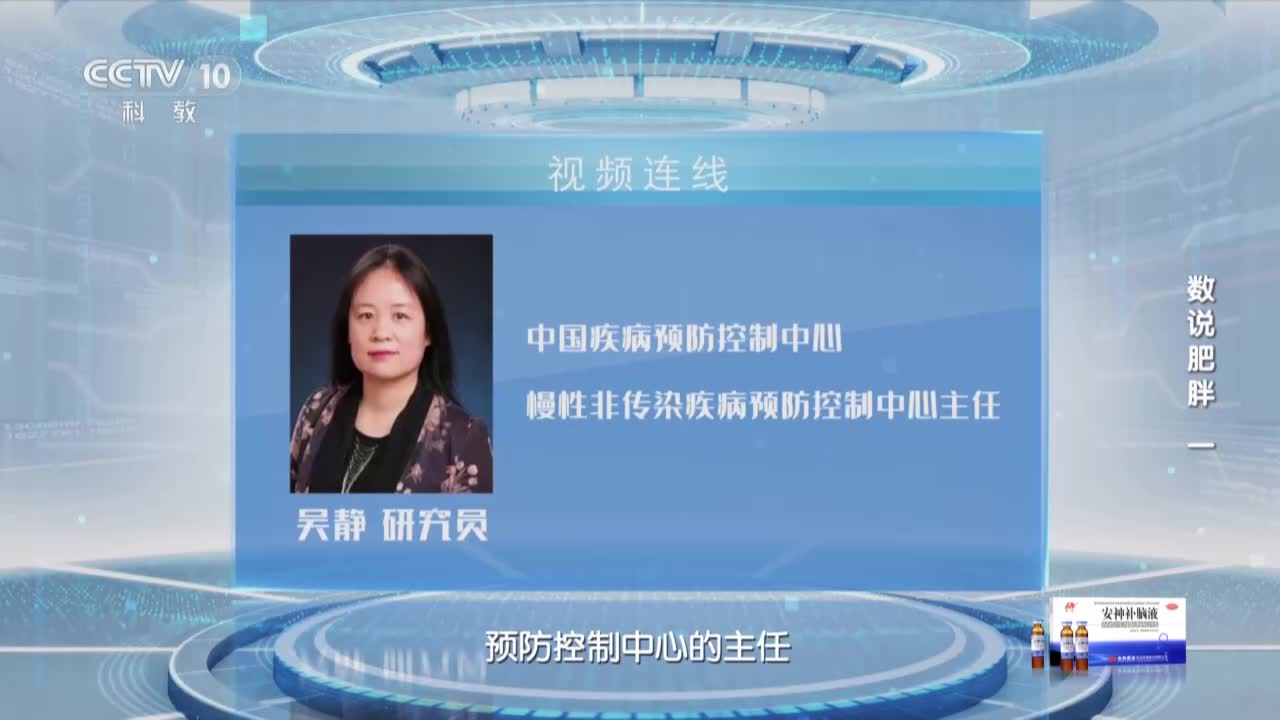 CCTV 10
科 教
视频连线
中国疾病预防控制中心
慢性非传染疾病预防控制中心主任
吴静 研究员
数说肥胖 一
安神补脑液
预防控制中心的主任